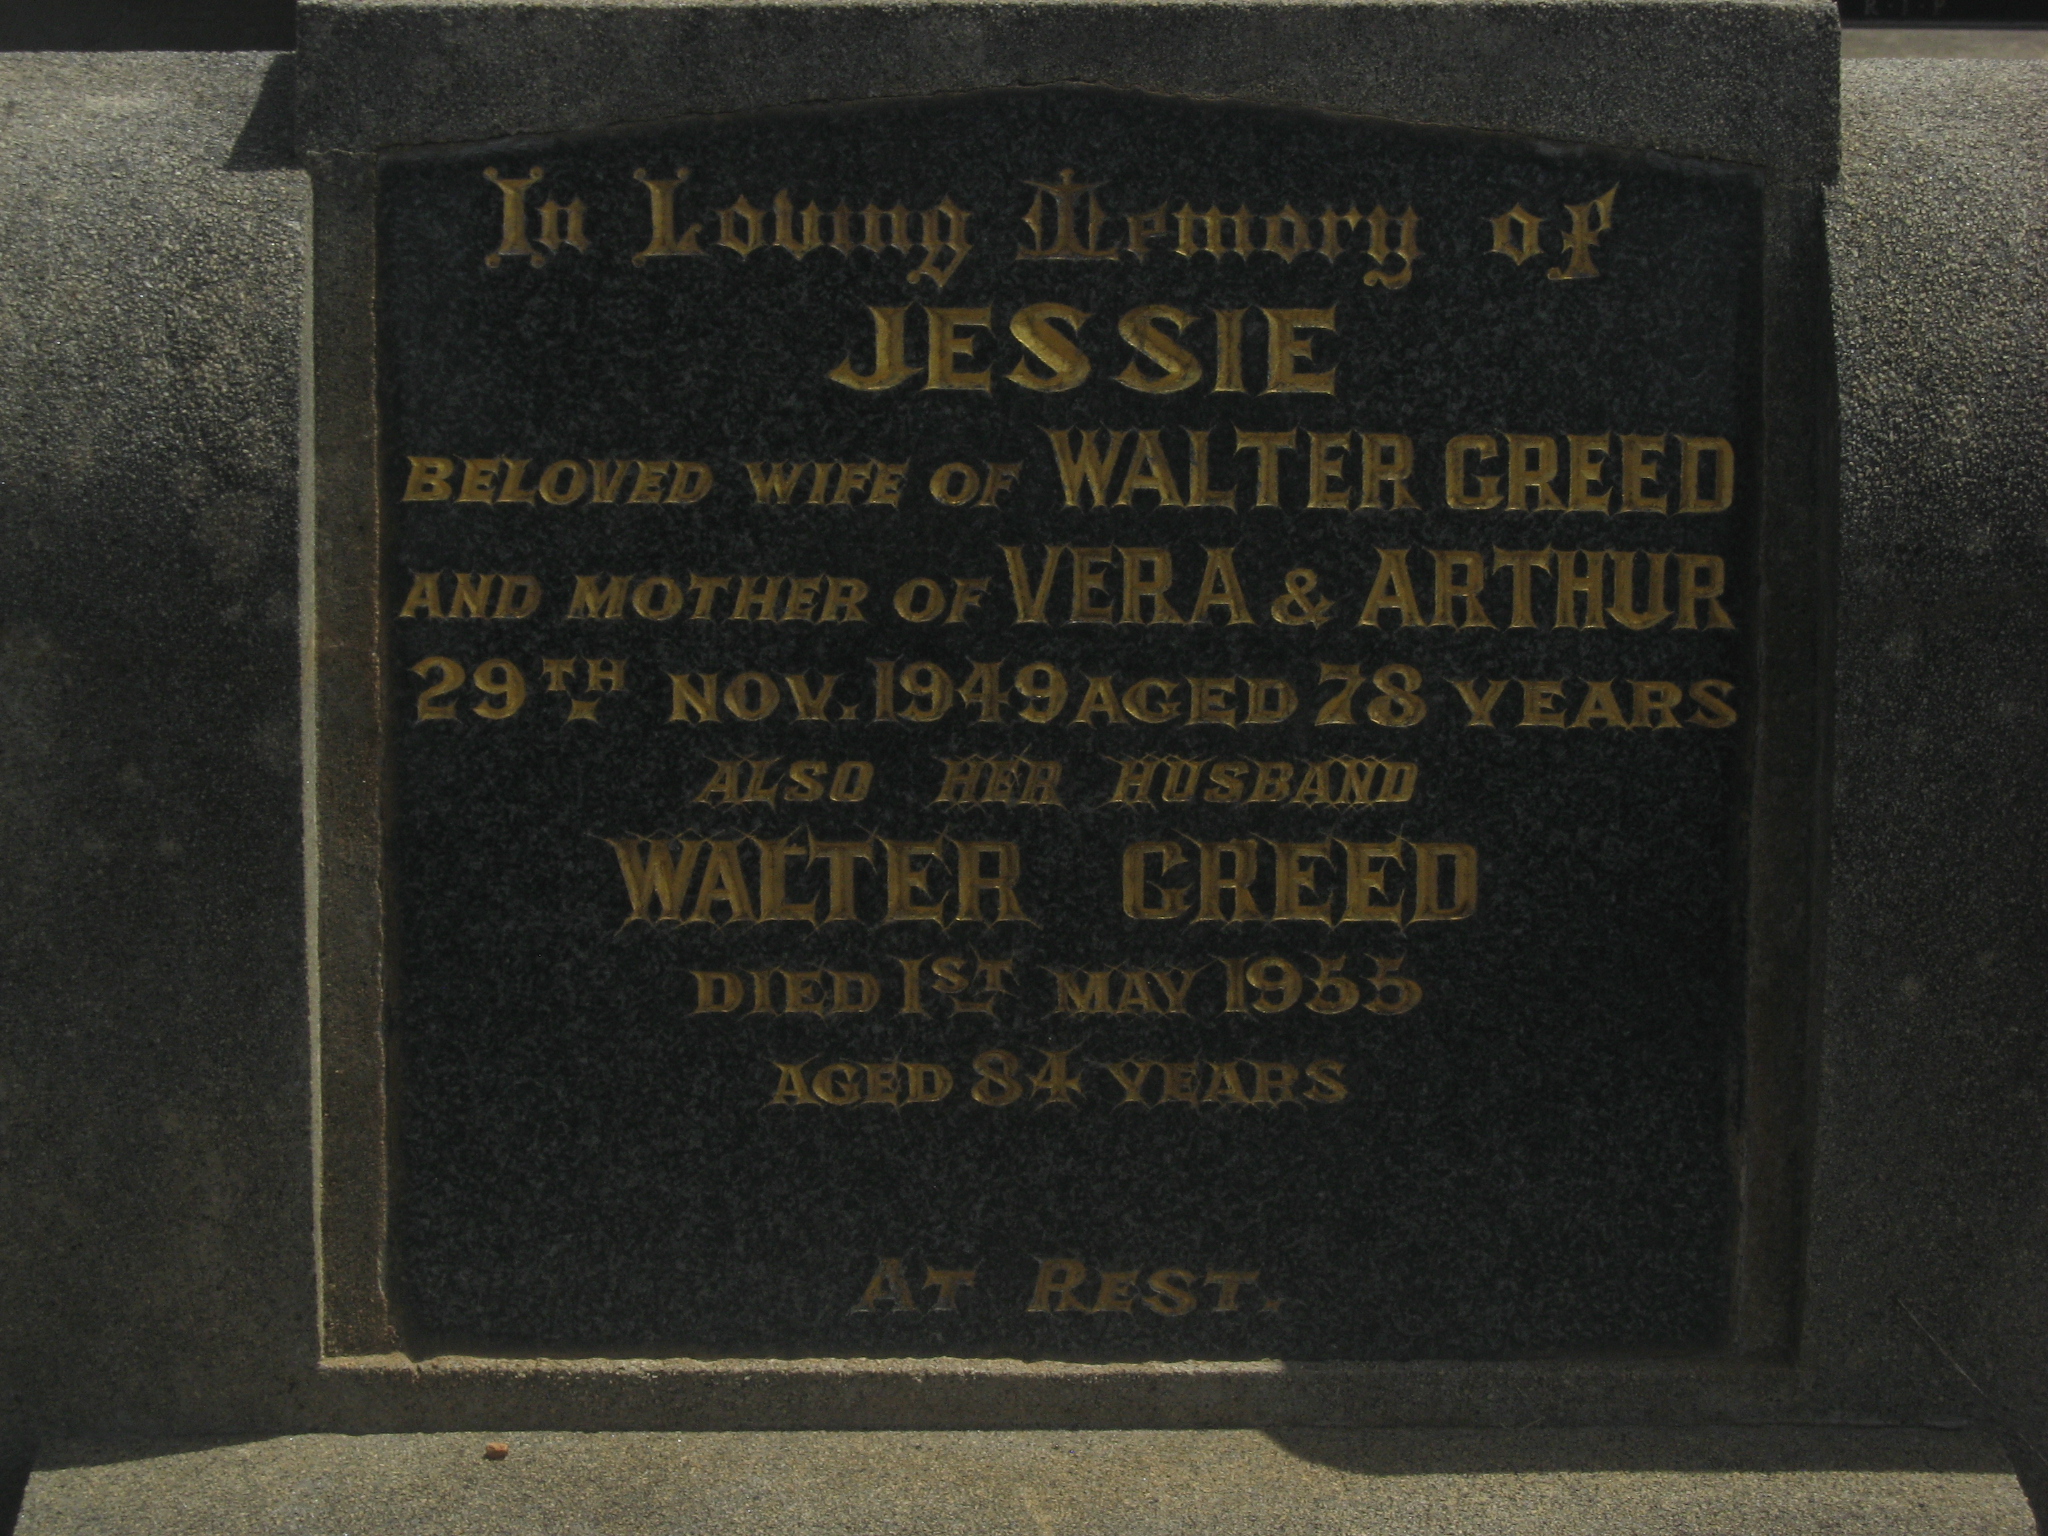 R.I.P
In Loving Memory of
JESSIE
BELOVED WIFE OF WALTER GREED
AND MOTHER OF VERA & ARTHUR
29TH NOV. 1949 AGED 78 YEARS
ALSO HER HUSBAND
WALTER GREED
DIED 1ST MAY 1955
AGED 84 YEARS
AT REST.